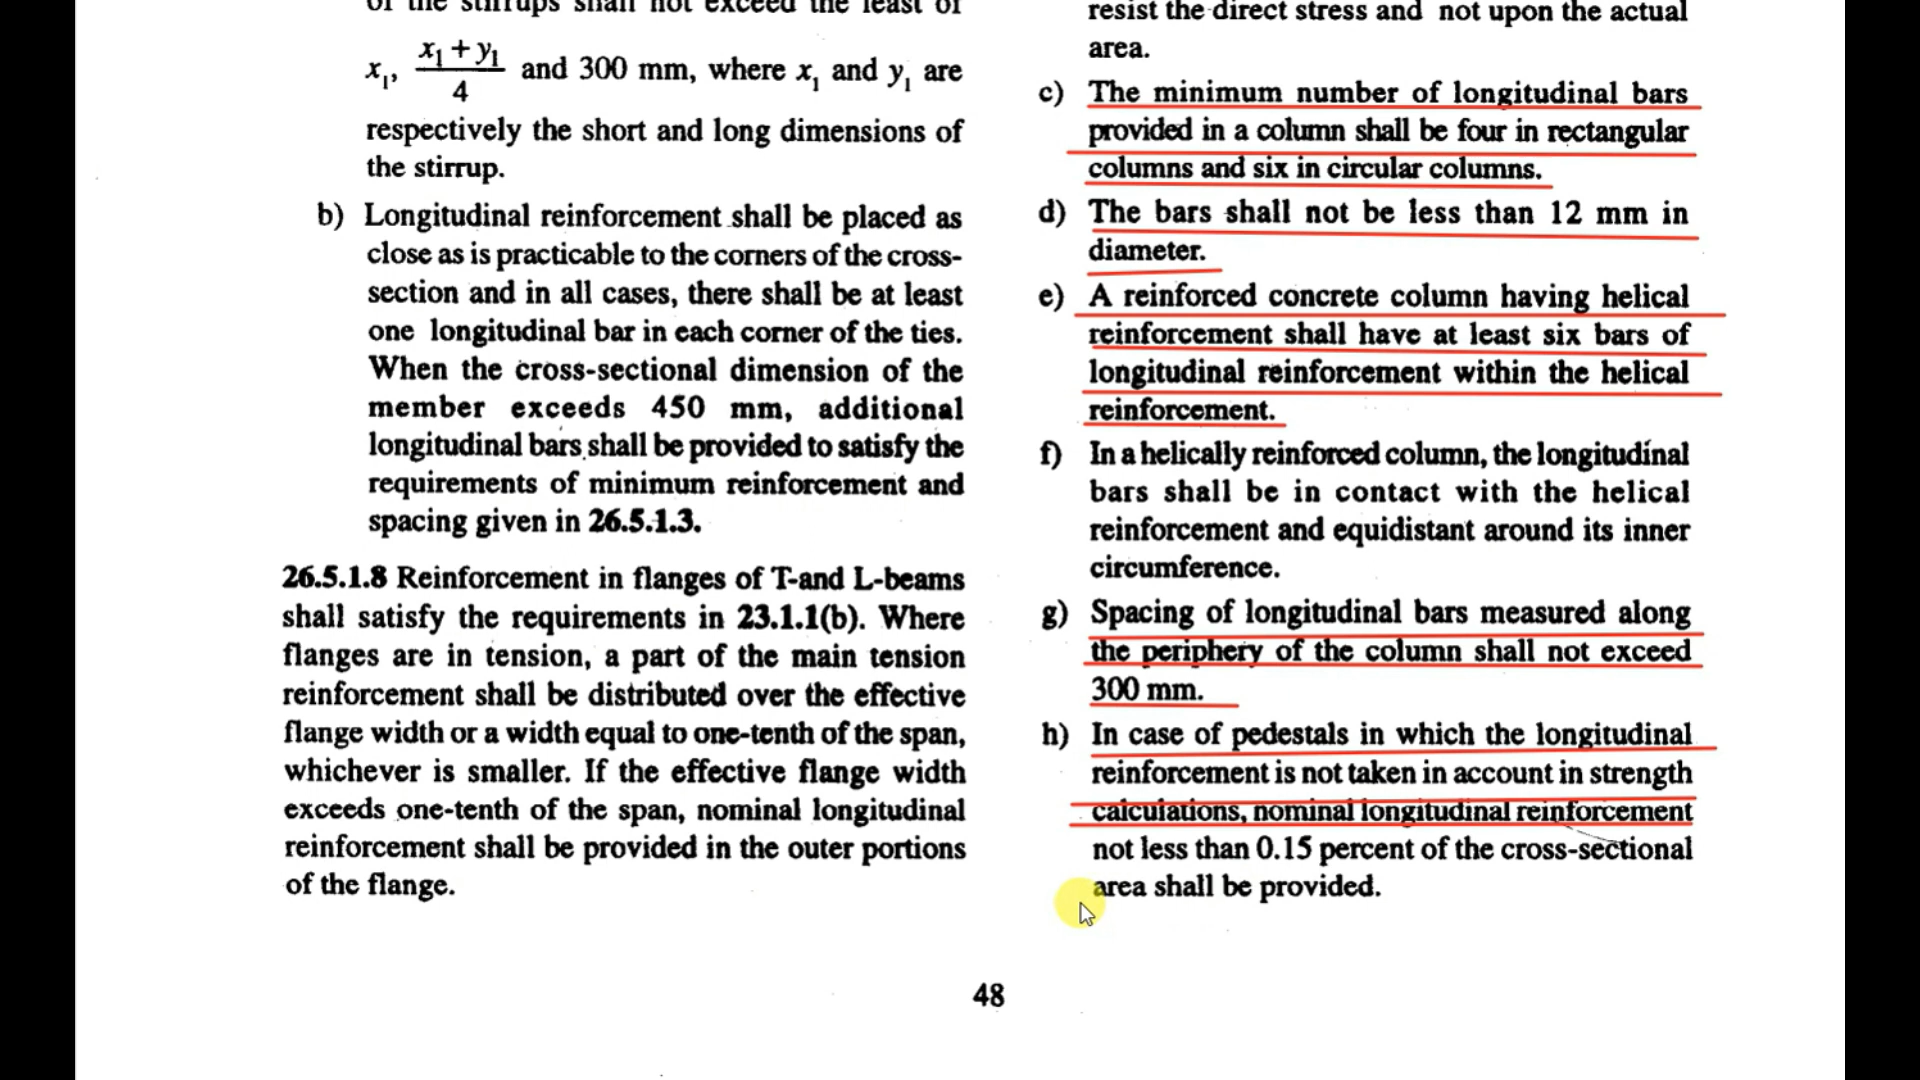 of the stirrups shall not exceed the least of
x₁, (x₁ + y₁)/4 and 300 mm, where x₁ and y₁ are
respectively the short and long dimensions of
the stirrup.
b) Longitudinal reinforcement shall be placed as
close as is practicable to the corners of the cross-
section and in all cases, there shall be at least
one longitudinal bar in each corner of the ties.
When the cross-sectional dimension of the
member exceeds 450 mm, additional
longitudinal bars shall be provided to satisfy the
requirements of minimum reinforcement and
spacing given in 26.5.1.3.
26.5.1.8 Reinforcement in flanges of T-and L-beams
shall satisfy the requirements in 23.1.1(b). Where
flanges are in tension, a part of the main tension
reinforcement shall be distributed over the effective
flange width or a width equal to one-tenth of the span,
whichever is smaller. If the effective flange width
exceeds one-tenth of the span, nominal longitudinal
reinforcement shall be provided in the outer portions
of the flange.
resist the direct stress and not upon the actual
area.
c) The minimum number of longitudinal bars
provided in a column shall be four in rectangular
columns and six in circular columns.
d) The bars shall not be less than 12 mm in
diameter.
e) A reinforced concrete column having helical
reinforcement shall have at least six bars of
longitudinal reinforcement within the helical
reinforcement.
f) In a helically reinforced column, the longitudinal
bars shall be in contact with the helical
reinforcement and equidistant around its inner
circumference.
g) Spacing of longitudinal bars measured along
the periphery of the column shall not exceed
300 mm.
h) In case of pedestals in which the longitudinal
reinforcement is not taken in account in strength
calculations, nominal longitudinal reinforcement
not less than 0.15 percent of the cross-sectional
area shall be provided.
48